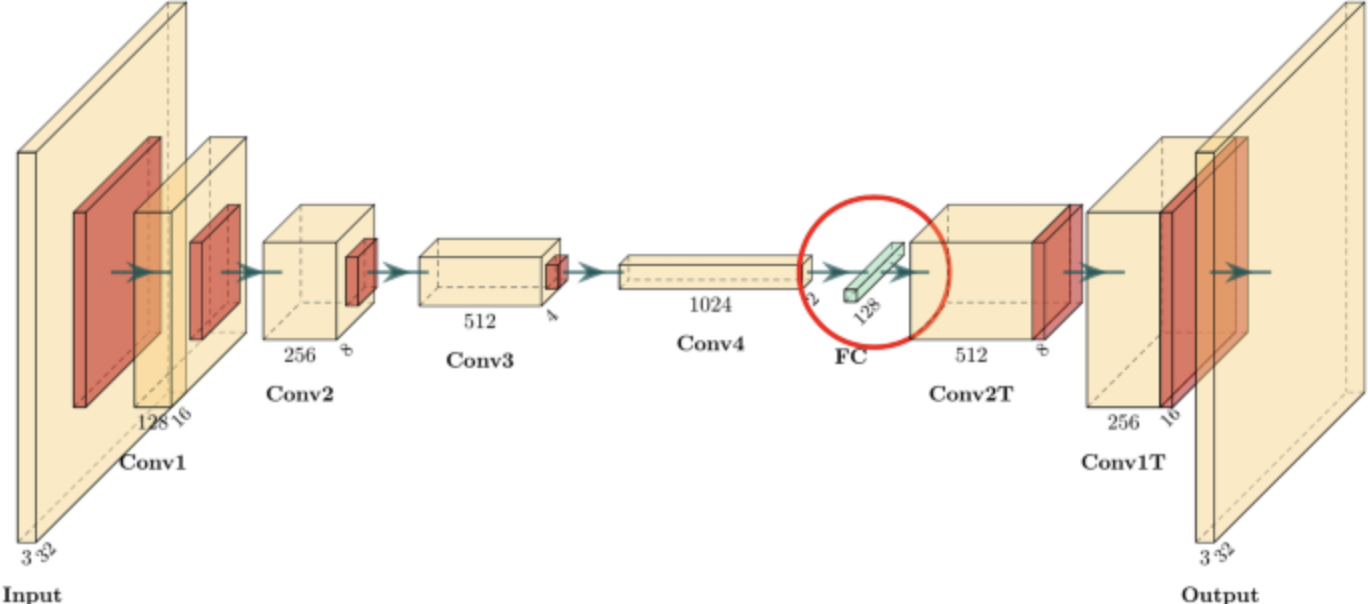 3 32
Input
128 16
Conv1
256 8
Conv2
512 4
Conv3
1024 2
Conv4
128
FC
512 8
Conv2T
256 16
Conv1T
3 32
Output